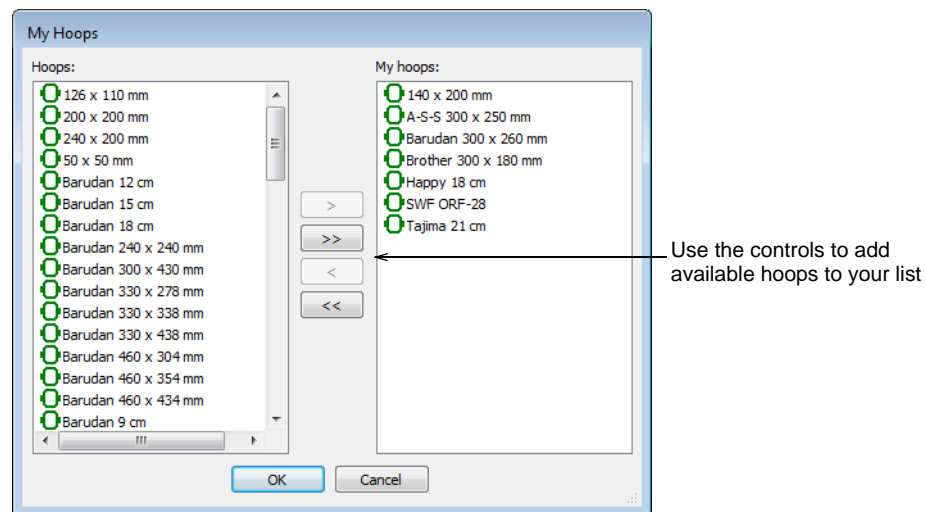 My Hoops
Hoops:
126 x 110 mm
200 x 200 mm
240 x 200 mm
50 x 50 mm
Barudan 12 cm
Barudan 15 cm
Barudan 18 cm
Barudan 240 x 240 mm
Barudan 300 x 430 mm
Barudan 330 x 278 mm
Barudan 330 x 338 mm
Barudan 330 x 438 mm
Barudan 460 x 304 mm
Barudan 460 x 354 mm
Barudan 460 x 434 mm
Barudan 9 cm
>
>>
<
<<
My hoops:
140 x 200 mm
A-S-S 300 x 250 mm
Barudan 300 x 260 mm
Brother 300 x 180 mm
Happy 18 cm
SWF ORF-28
Tajima 21 cm
Use the controls to add
available hoops to your list
OK
Cancel